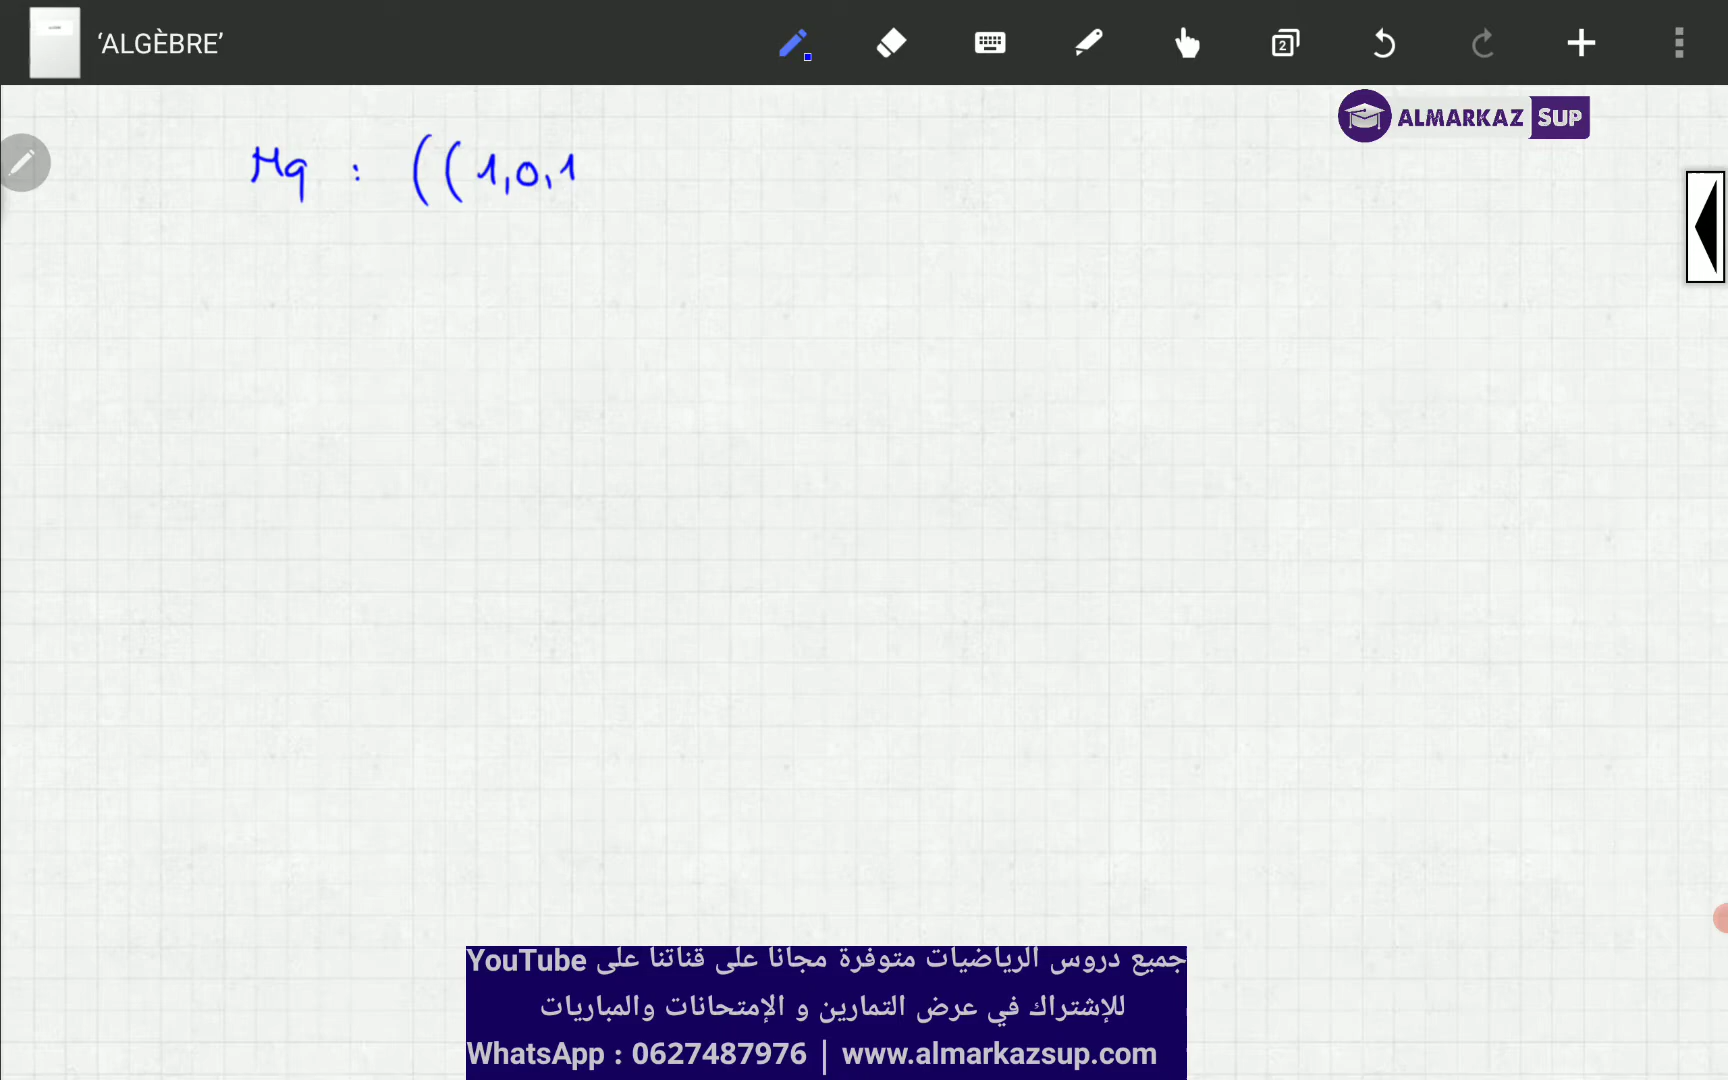 ‘ALGÈBRE’
2
ALMARKAZ SUP
Mq : ((1,0,1
جميع دروس الرياضيات متوفرة مجانا على قناتنا على YouTube
للإشتراك في عرض التمارين و الإمتحانات والمباريات
WhatsApp : 0627487976 | www.almarkazsup.com